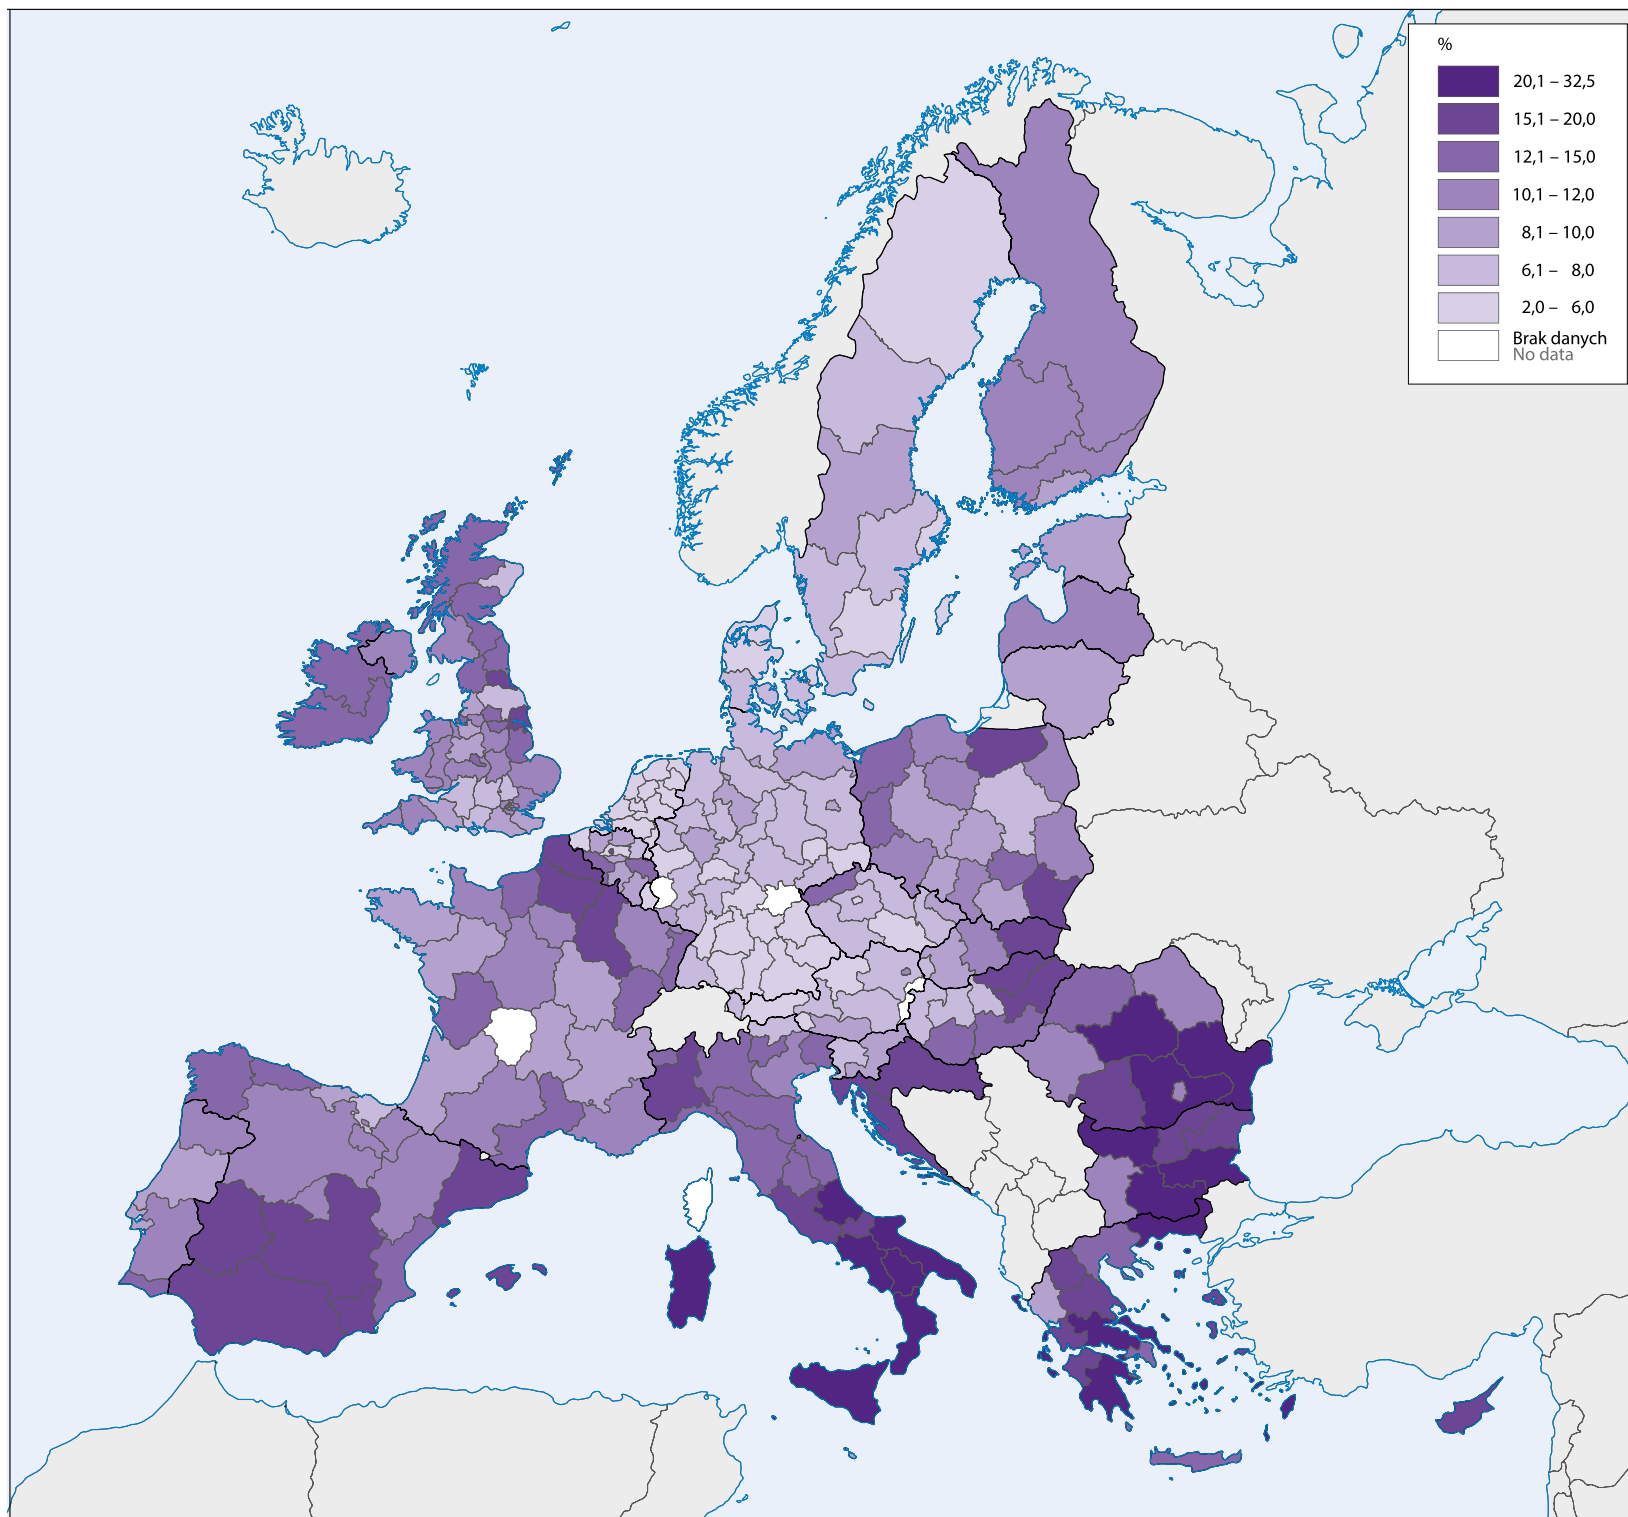 %
20,1 – 32,5
15,1 – 20,0
12,1 – 15,0
10,1 – 12,0
8,1 – 10,0
6,1 – 8,0
2,0 – 6,0
Brak danych
No data